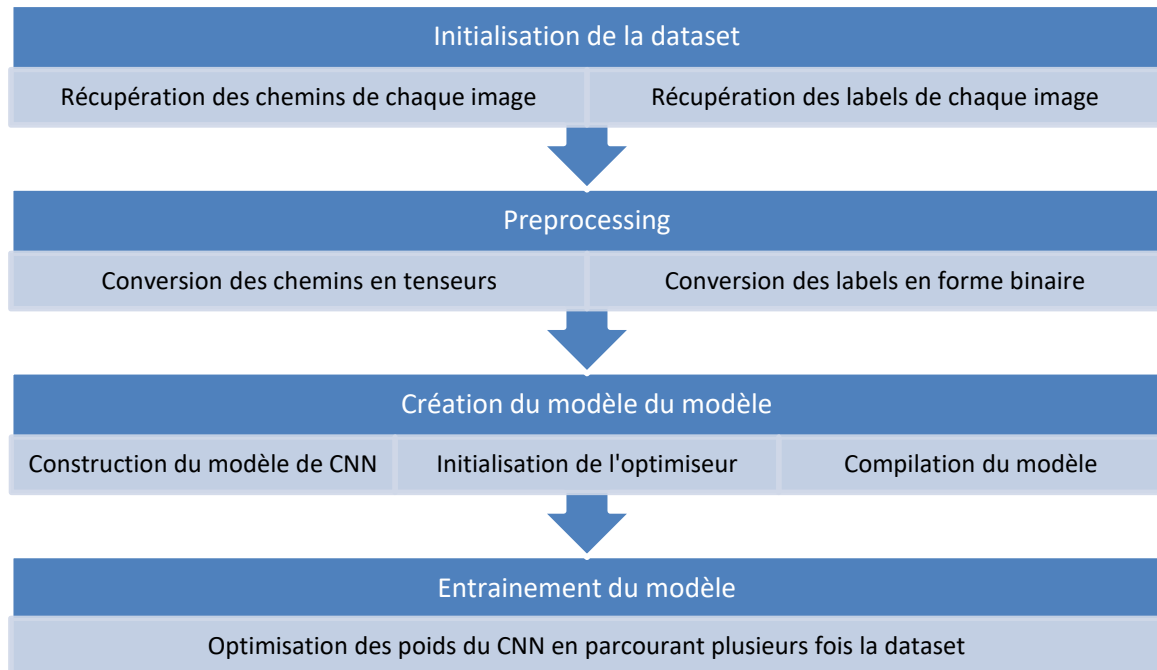 Initialisation de la dataset
Récupération des chemins de chaque image
Récupération des labels de chaque image
Preprocessing
Conversion des chemins en tenseurs
Conversion des labels en forme binaire
Création du modèle du modèle
Construction du modèle de CNN
Initialisation de l'optimiseur
Compilation du modèle
Entrainement du modèle
Optimisation des poids du CNN en parcourant plusieurs fois la dataset